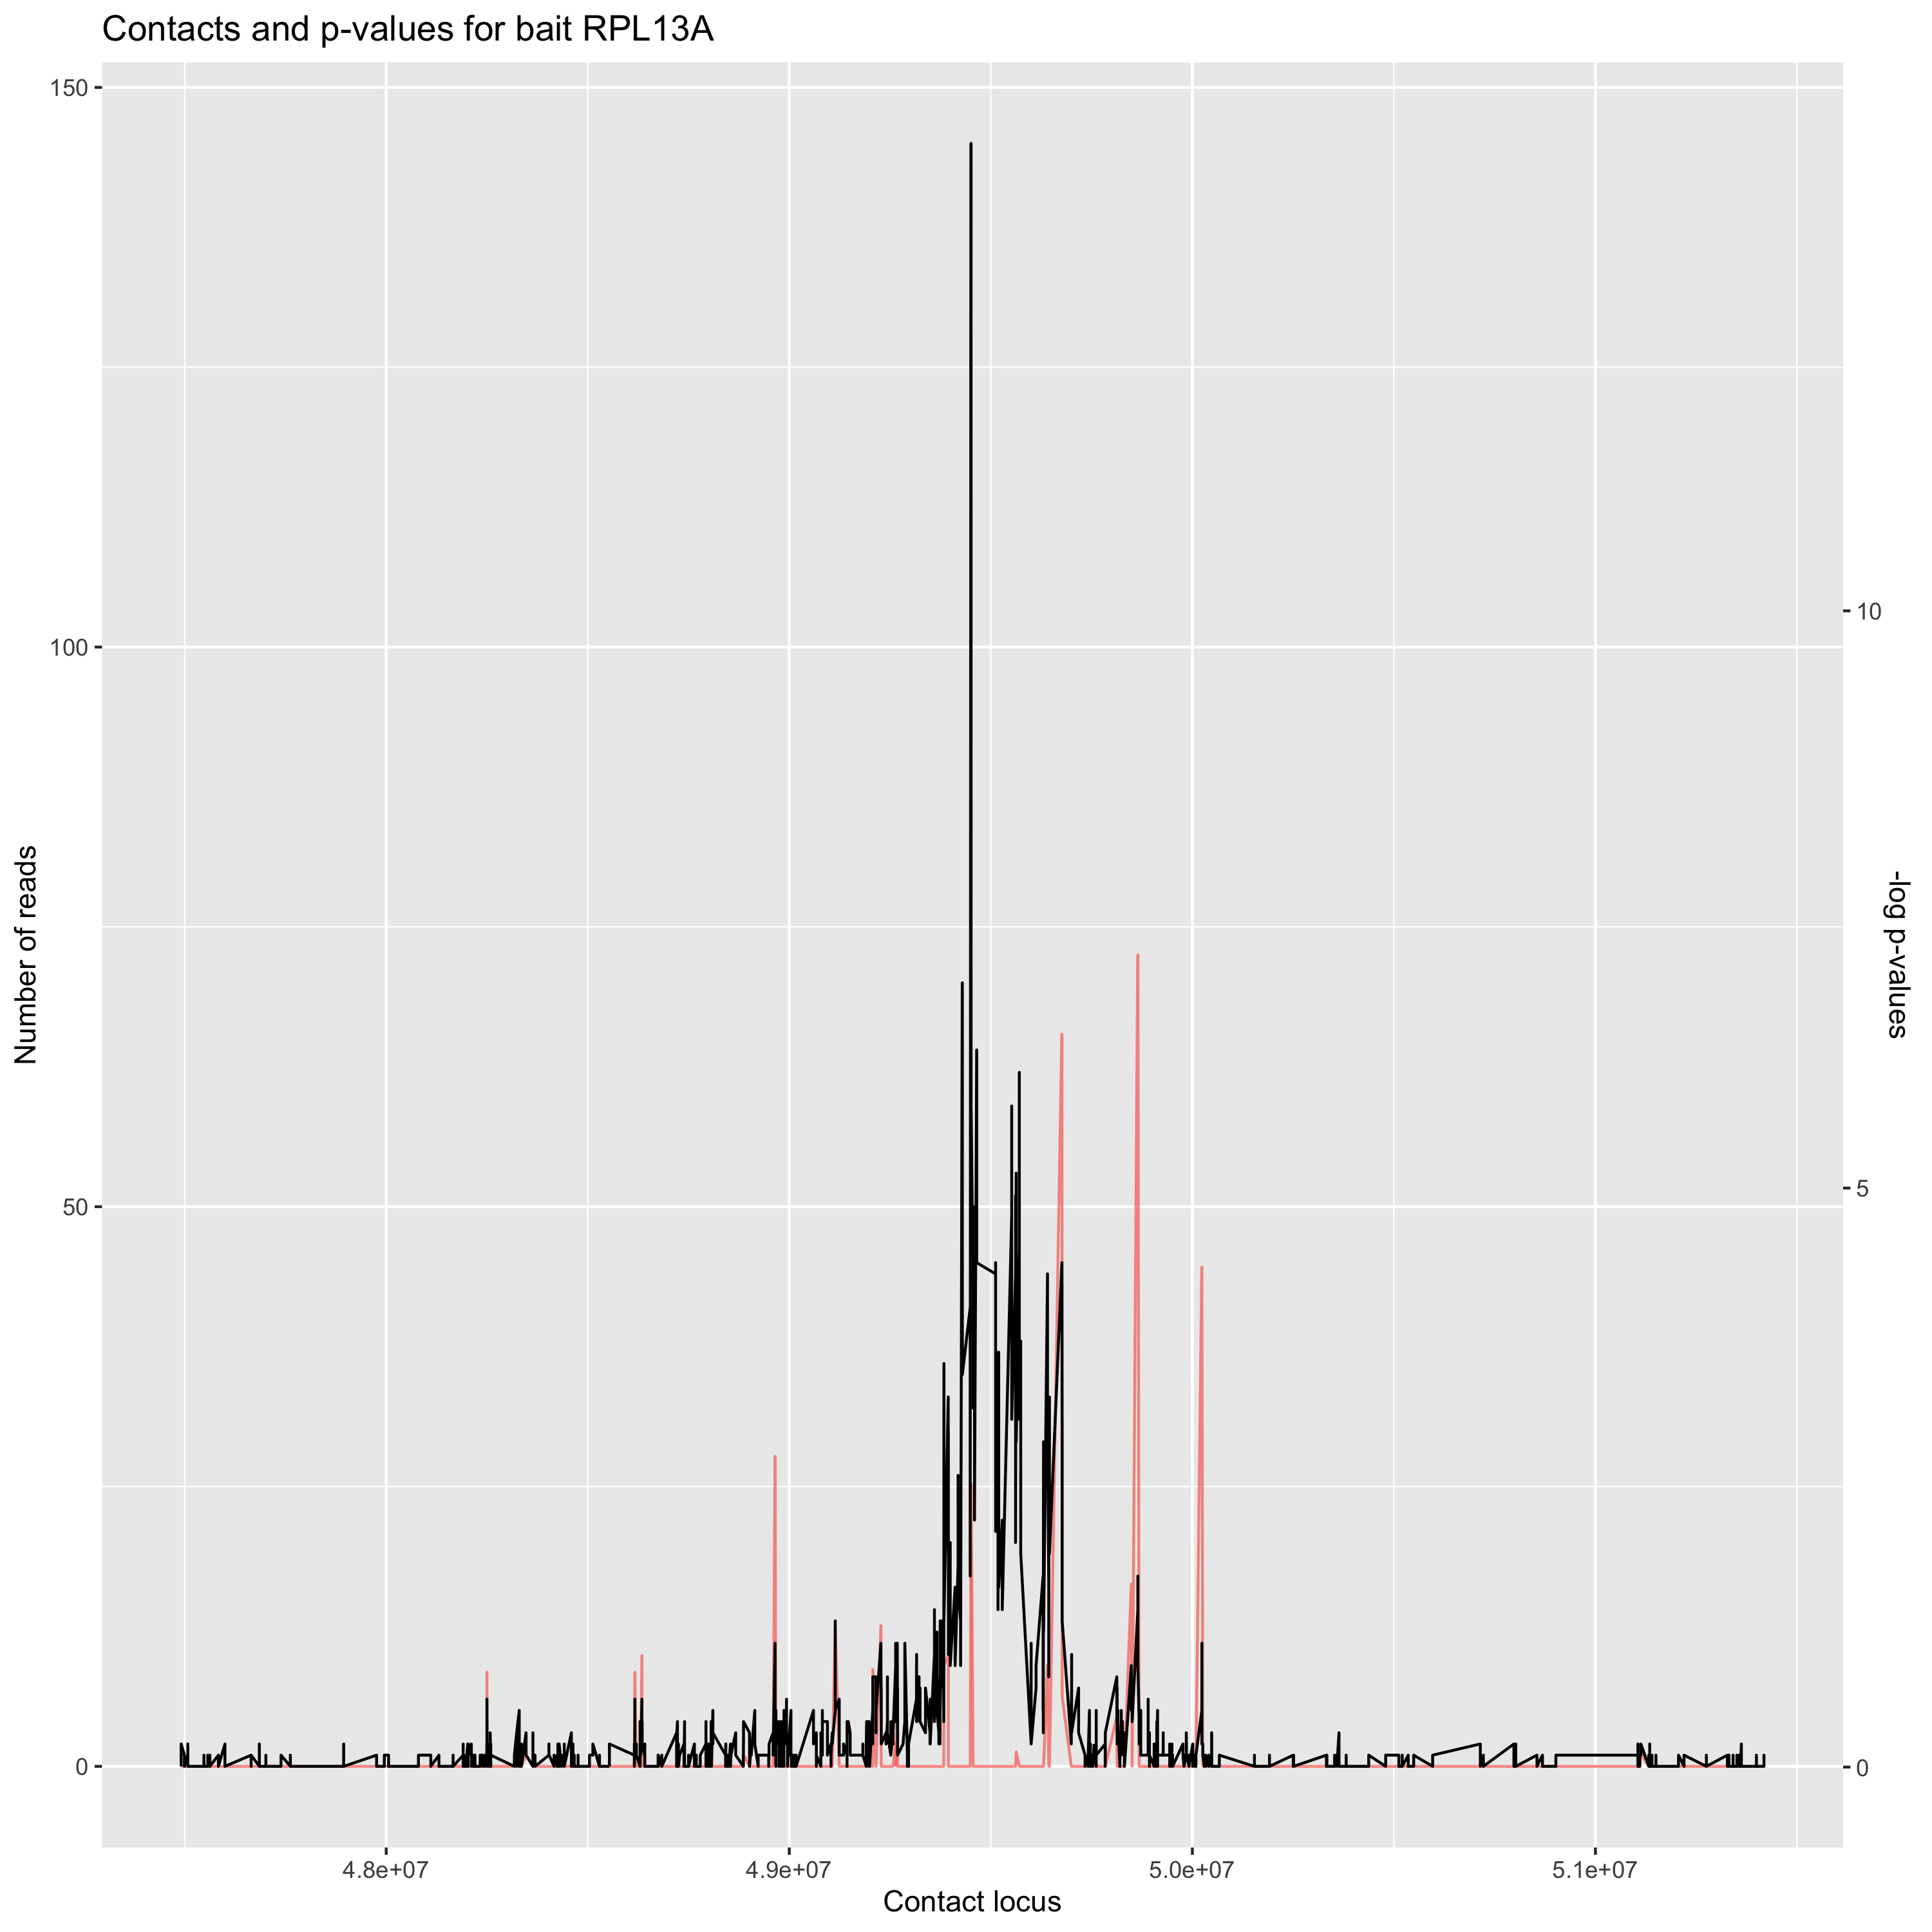 Contacts and p-values for bait RPL13A
150
100
50
0
Number of reads
10
5
0
-log p-values
4.8e+07
4.9e+07
5.0e+07
5.1e+07
Contact locus